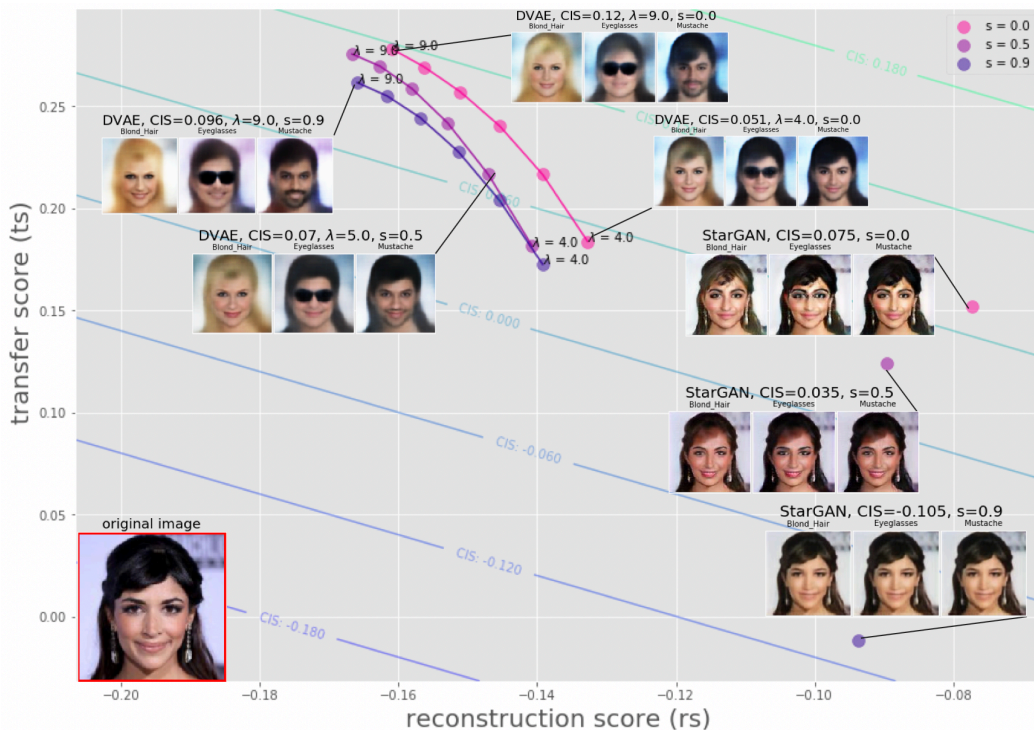 DVAE, CIS=0.12, λ=9.0, s=0.0
Blond_Hair Eyeglasses Mustache
s = 0.0
s = 0.5
s = 0.9
CIS: 0.180
λ = 9.0
λ = 9.0
λ = 9.0
DVAE, CIS=0.096, λ=9.0, s=0.9
Blond_Hair Eyeglasses Mustache
DVAE, CIS=0.051, λ=4.0, s=0.0
Blond_Hair Eyeglasses Mustache
DVAE, CIS=0.07, λ=5.0, s=0.5
Blond_Hair Eyeglasses Mustache
λ = 4.0
λ = 4.0
λ = 4.0
StarGAN, CIS=0.075, s=0.0
Blond_Hair Eyeglasses Mustache
CIS: 0.000
StarGAN, CIS=0.035, s=0.5
Blond_Hair Eyeglasses Mustache
CIS: -0.060
StarGAN, CIS=-0.105, s=0.9
Blond_Hair Eyeglasses Mustache
original image
CIS: -0.120
CIS: -0.180
transfer score (ts)
0.25
0.20
0.15
0.10
0.05
0.00
−0.20 −0.18 −0.16 −0.14 −0.12 −0.10 −0.08
reconstruction score (rs)